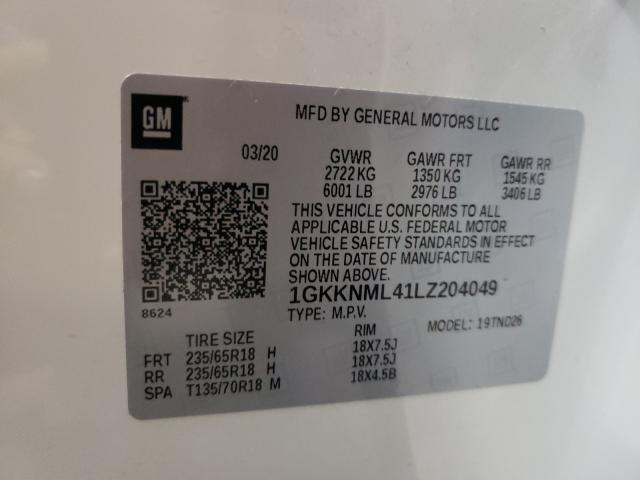 GM
MFD BY GENERAL MOTORS LLC
03/20 GVWR GAWR FRT GAWR RR
2722 KG 1350 KG 1545 KG
6001 LB 2976 LB 3406 LB
THIS VEHICLE CONFORMS TO ALL
APPLICABLE U.S. FEDERAL MOTOR
VEHICLE SAFETY STANDARDS IN EFFECT
ON THE DATE OF MANUFACTURE
SHOWN ABOVE.
1GKKNML41LZ204049
8624 TYPE: M.P.V. MODEL: 19TND26
TIRE SIZE RIM
FRT 235/65R18 H 18X7.5J
RR 235/65R18 H 18X7.5J
SPA T135/70R18 M 18X4.5B